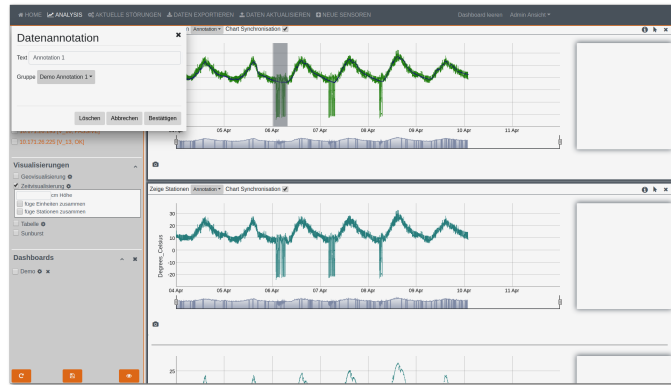 HOME ANALYSIS AKTUELLE STÖRUNGEN DATEN EXPORTIEREN DATEN AKTUALISIEREN NEUE SENSOREN Dashboard keinen Admin Ansicht
Datenannotation
Text Annotation 1
Gruppe Demo Annotation 1
Löschen Abbrechen Bestätigen
Annotation Chart Synchronisation
05 Apr 06 Apr 07 Apr 08 Apr 09 Apr 10 Apr 11 Apr
Visualisierungen
Geovisualisierung
Zeitvisualisierung
cm Höhe
füge Einheiten zusammen
füge Stationen zusammen
Tabelle
Sunburst
Dashboards
Demo
Zeige Stationen Annotation Chart Synchronisation
Degrees_Celsius
30
20
10
0
-10
-20
04 Apr 05 Apr 06 Apr 07 Apr 08 Apr 09 Apr 10 Apr 11 Apr
25